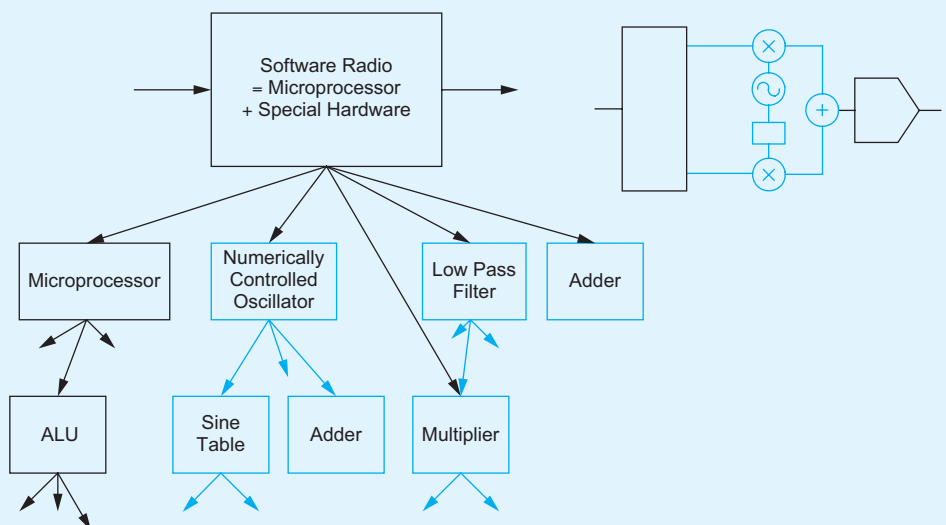 Software Radio
= Microprocessor
+ Special Hardware
Microprocessor
Numerically
Controlled
Oscillator
Low Pass
Filter
Adder
ALU
Sine
Table
Adder
Multiplier